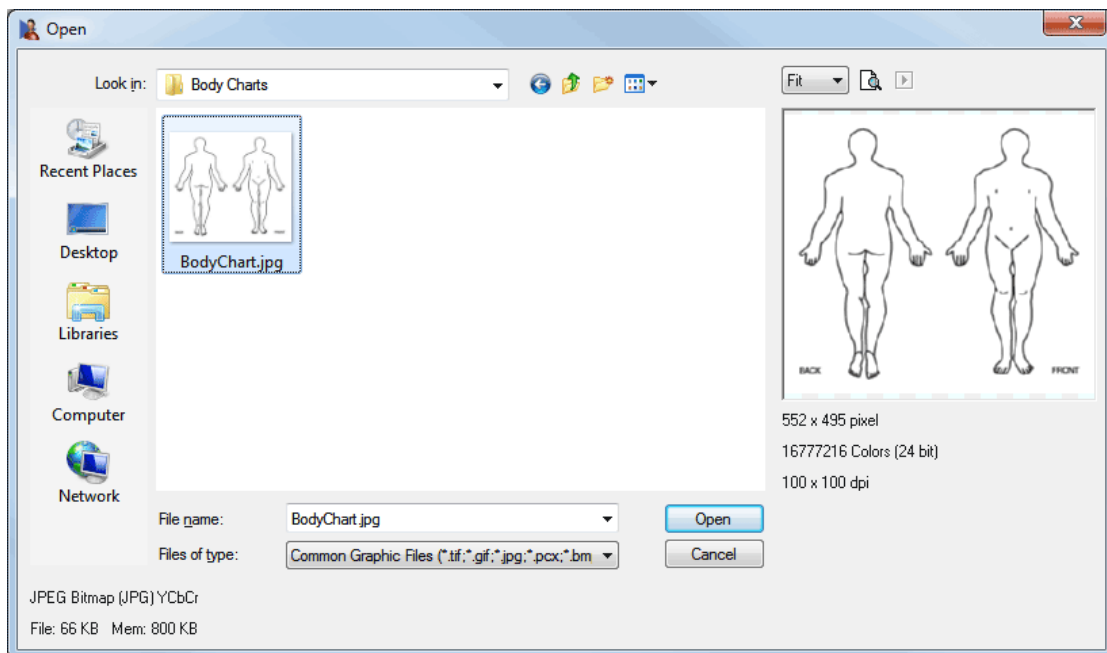 Open
Look in:
Body Charts
Fit
Recent Places
Desktop
Libraries
Computer
Network
BodyChart.jpg
BACK
FRONT
552 x 495 pixel
16777216 Colors (24 bit)
100 x 100 dpi
File name:
BodyChart.jpg
Open
Files of type:
Common Graphic Files (*.tif;*.gif;*.jpg;*.pcx;*.bm
Cancel
JPEG Bitmap (JPG) YCbCr
File: 66 KB Mem: 800 KB